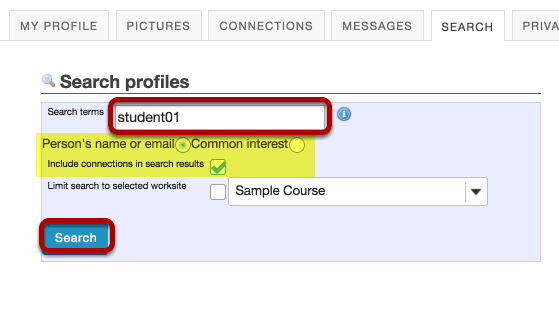 MY PROFILE PICTURES CONNECTIONS MESSAGES SEARCH PRIVA
Search profiles
Search terms student01
Person's name or email Common interest
Include connections in search results
Limit search to selected worksite Sample Course
Search